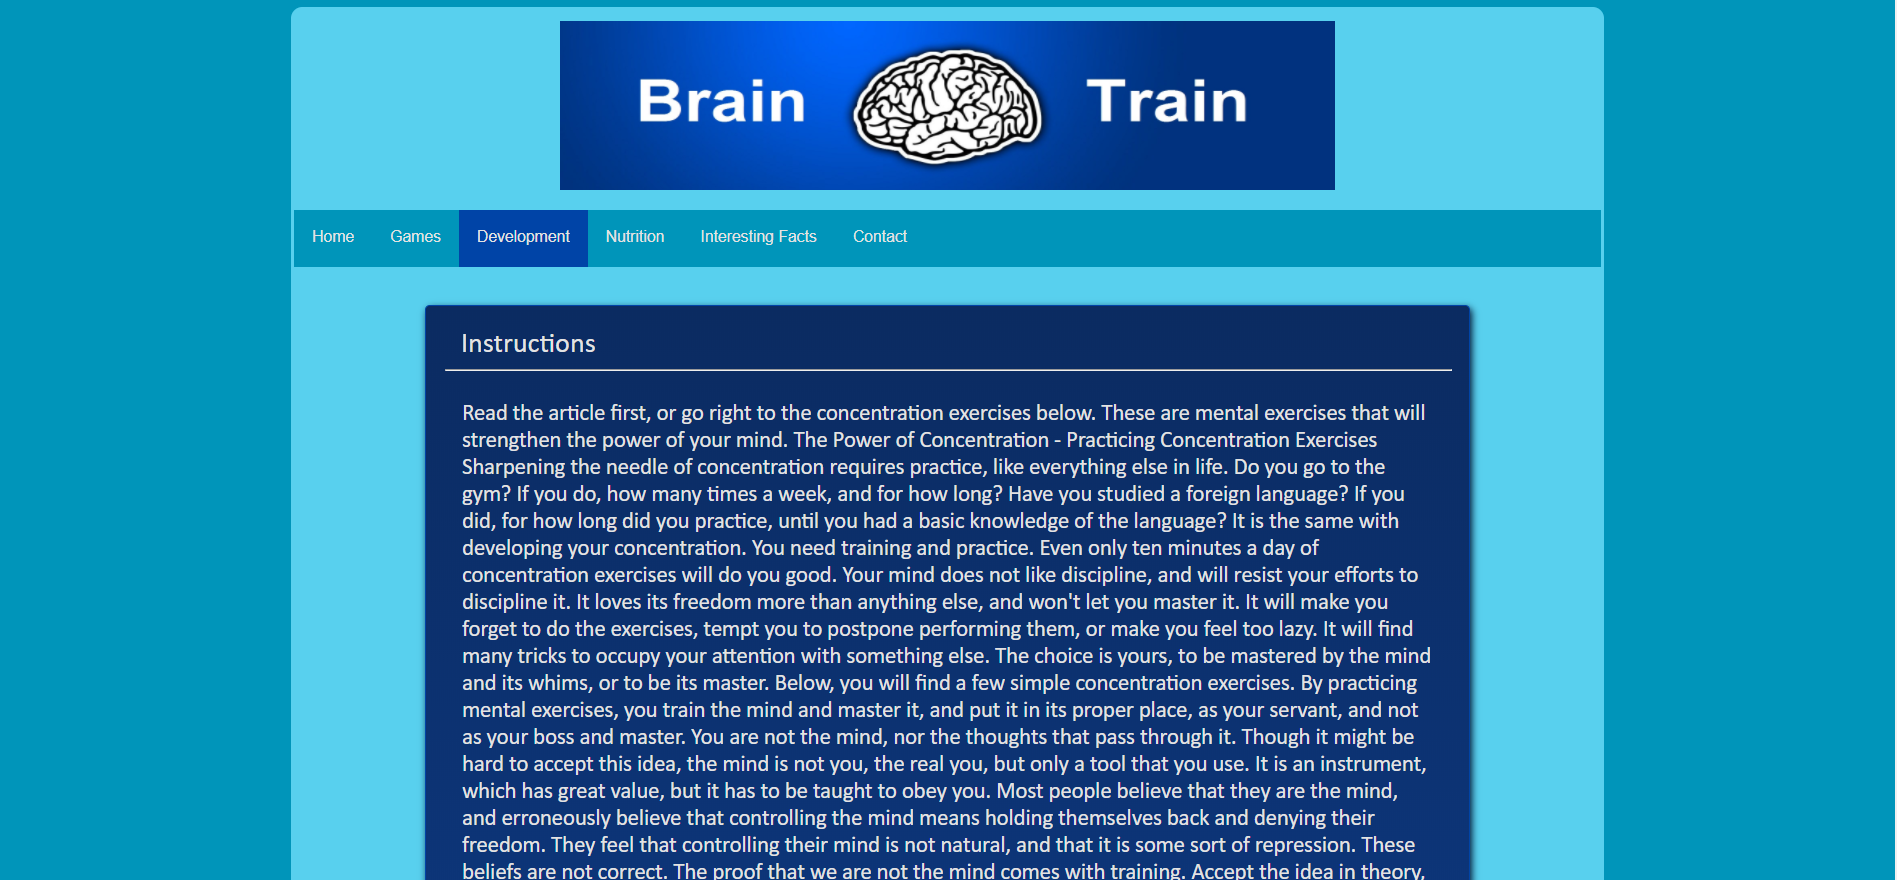 Brain Train
Home Games Development Nutrition Interesting Facts Contact
Instructions
Read the article first, or go right to the concentration exercises below. These are mental exercises that will
strengthen the power of your mind. The Power of Concentration - Practicing Concentration Exercises
Sharpening the needle of concentration requires practice, like everything else in life. Do you go to the
gym? If you do, how many times a week, and for how long? Have you studied a foreign language? If you
did, for how long did you practice, until you had a basic knowledge of the language? It is the same with
developing your concentration. You need training and practice. Even only ten minutes a day of
concentration exercises will do you good. Your mind does not like discipline, and will resist your efforts to
discipline it. It loves its freedom more than anything else, and won't let you master it. It will make you
forget to do the exercises, tempt you to postpone performing them, or make you feel too lazy. It will find
many tricks to occupy your attention with something else. The choice is yours, to be mastered by the mind
and its whims, or to be its master. Below, you will find a few simple concentration exercises. By practicing
mental exercises, you train the mind and master it, and put it in its proper place, as your servant, and not
as your boss and master. You are not the mind, nor the thoughts that pass through it. Though it might be
hard to accept this idea, the mind is not you, the real you, but only a tool that you use. It is an instrument,
which has great value, but it has to be taught to obey you. Most people believe that they are the mind,
and erroneously believe that controlling the mind means holding themselves back and denying their
freedom. They feel that controlling their mind is not natural, and that it is some sort of repression. These
beliefs are not correct. The proof that we are not the mind comes with training. Accept the idea in theory,